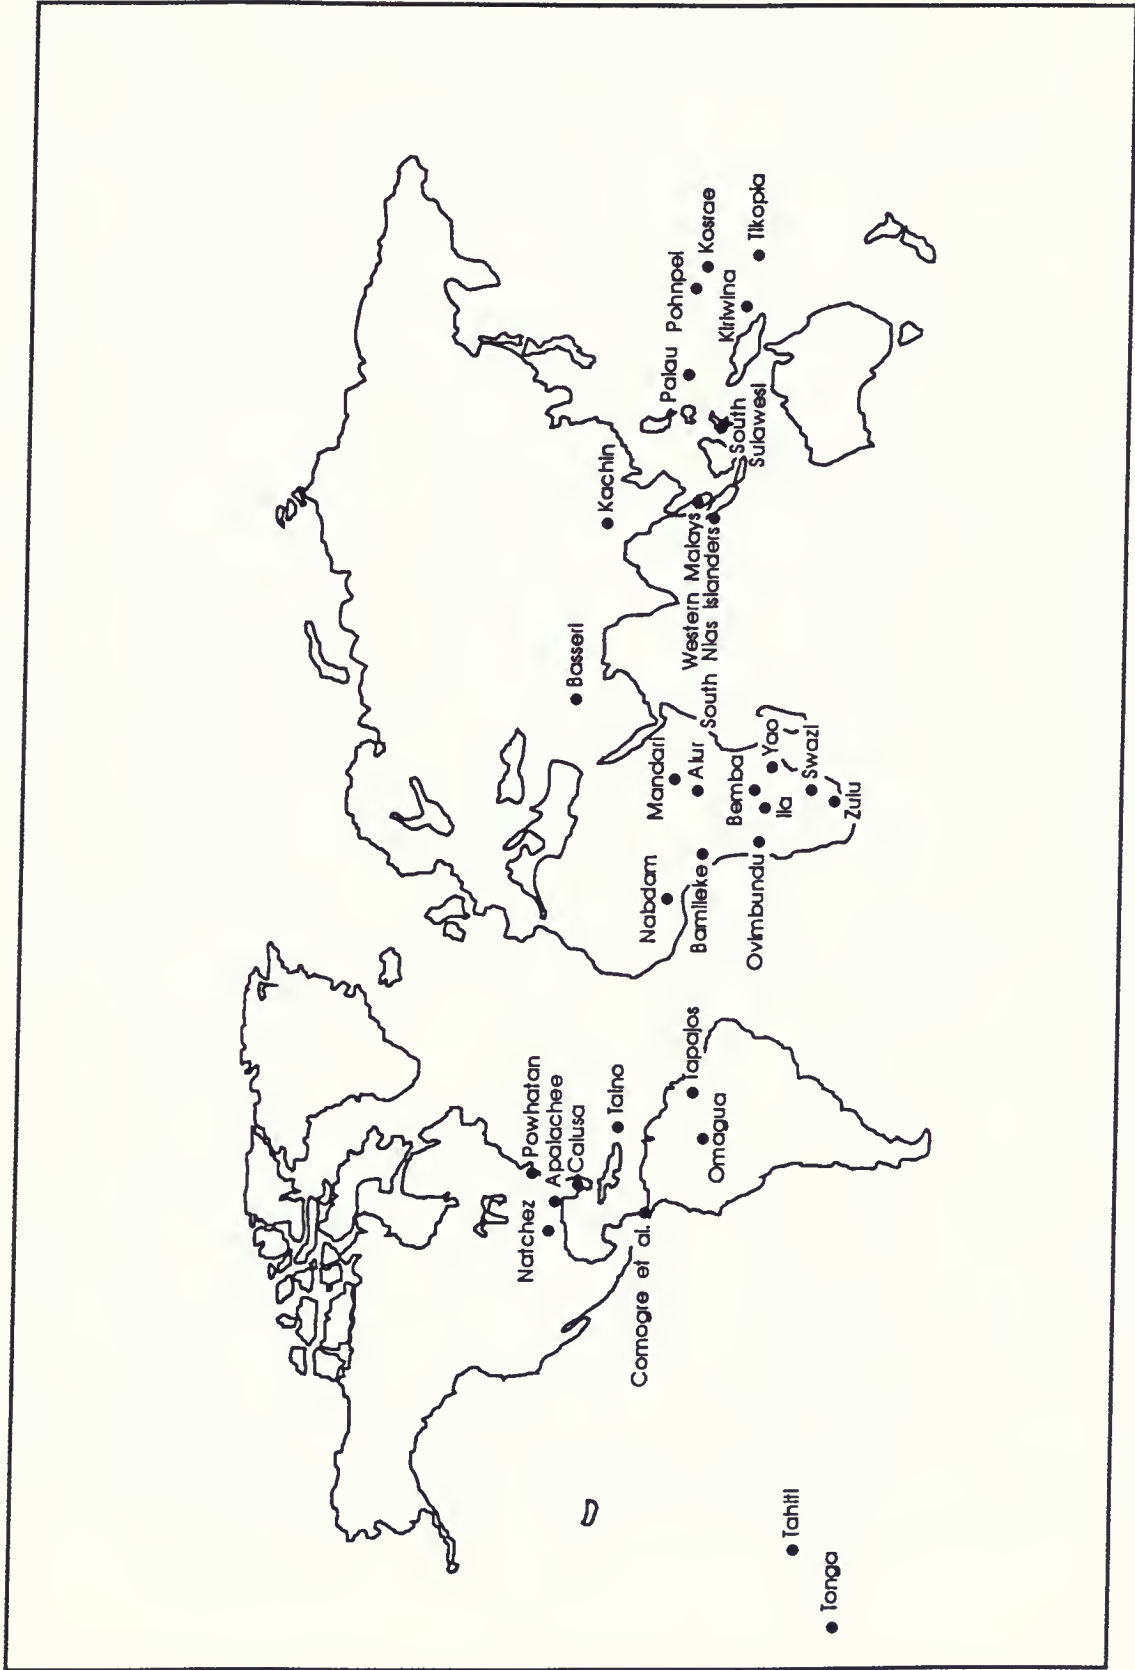 Natchez
Powhatan
Apalachee
Calusa
Taino
Comogre et al.
Tapajos
Omagua
Tahiti
Tonga
Basseri
Kachin
Nabdam
Mandari
Alur
Bamileke
Bemba
Yao
Ila
Ovimbundu
Swazi
Zulu
Western Malays
South Nias Islanders
South
Sulawesi
Palau
Pohnpei
Kosrae
Kiriwina
Tikopia